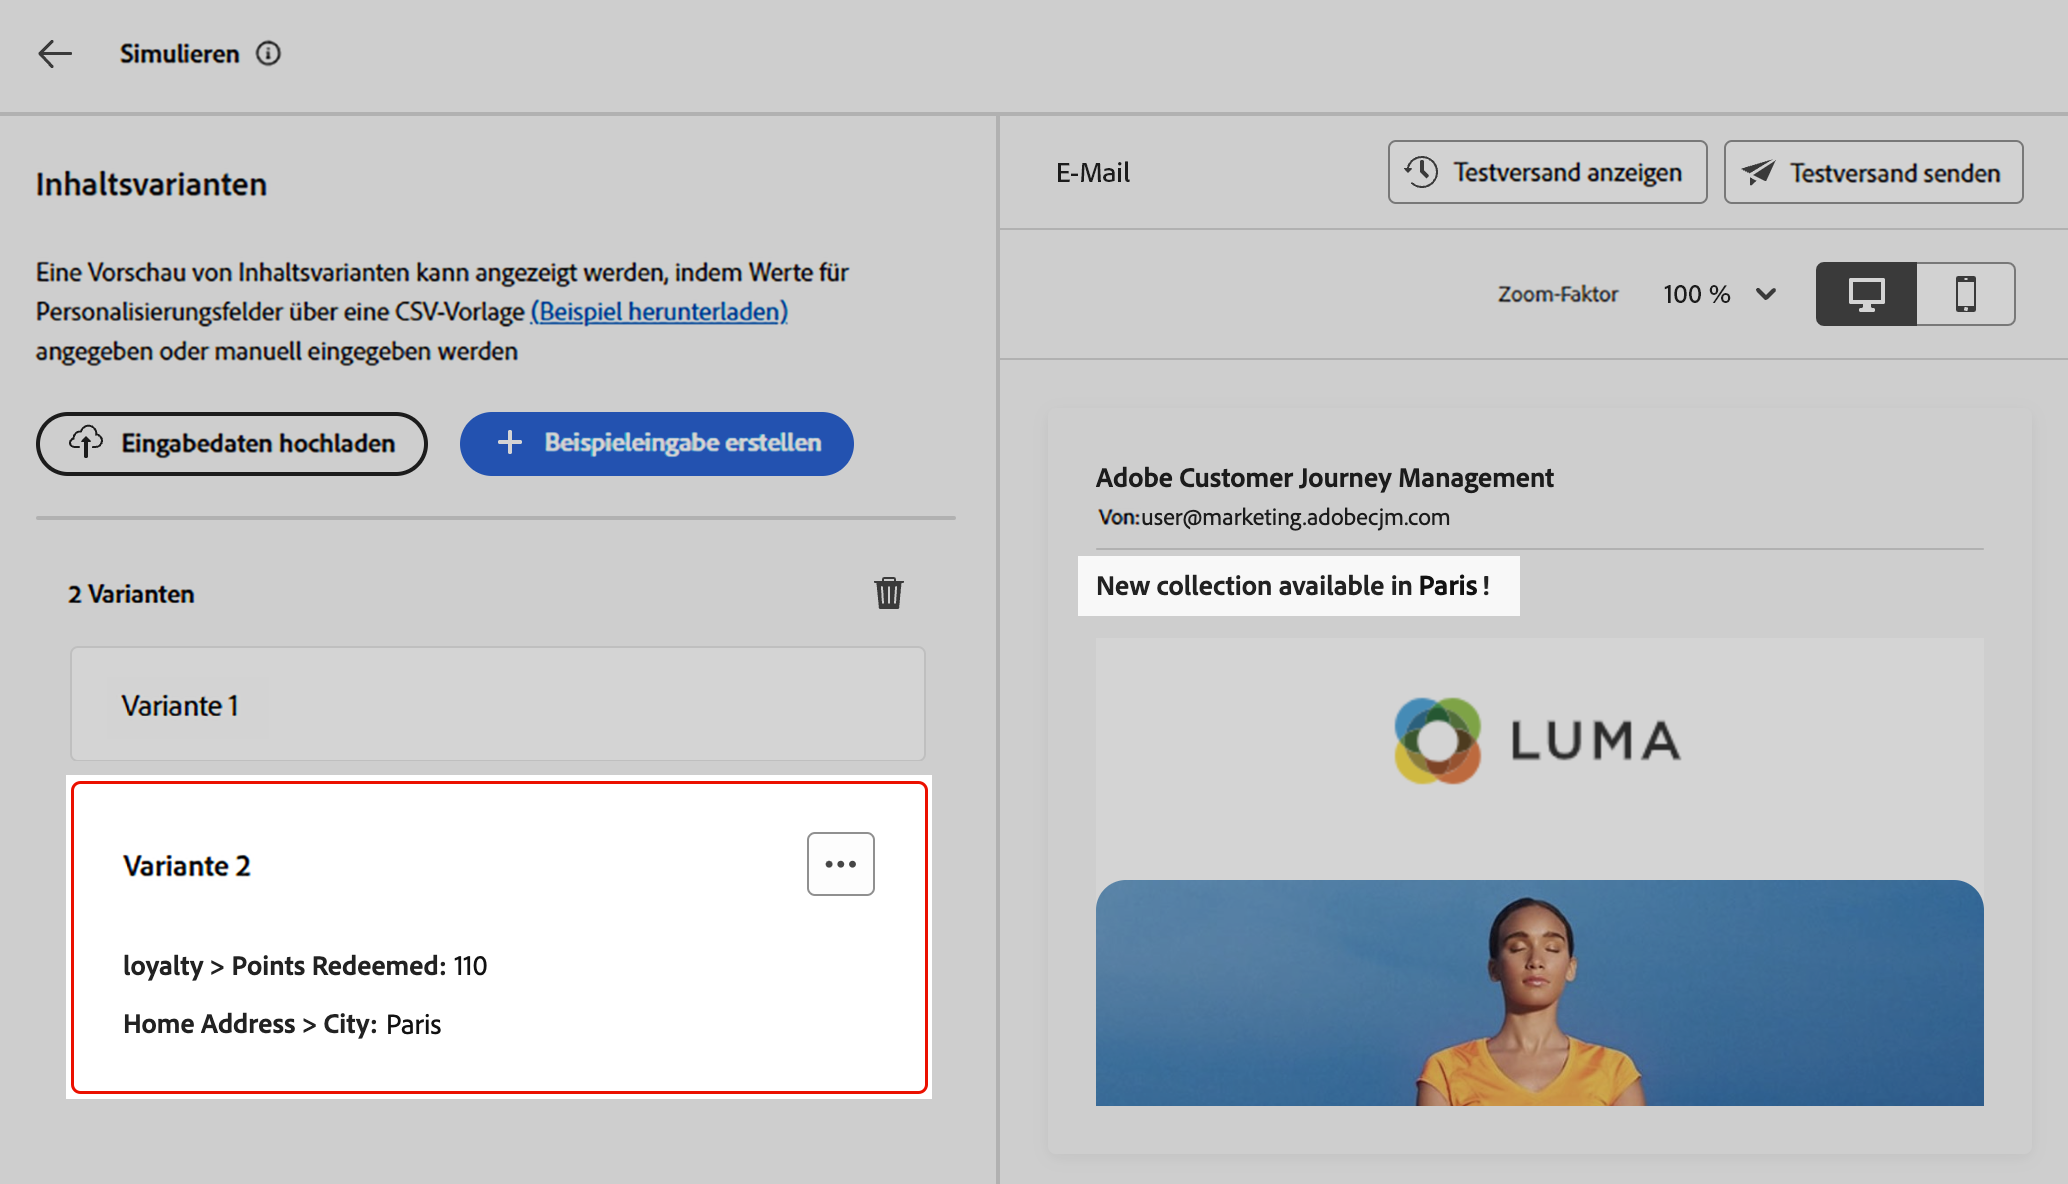 Simulieren
Inhaltsvarianten
Eine Vorschau von Inhaltsvarianten kann angezeigt werden, indem Werte für
Personalisierungsfelder über eine CSV-Vorlage (Beispiel herunterladen)
angegeben oder manuell eingegeben werden
Eingabedaten hochladen
Beispieleingabe erstellen
2 Varianten
Variante 1
Variante 2
loyalty > Points Redeemed: 110
Home Address > City: Paris
E-Mail
Testversand anzeigen
Testversand senden
Zoom-Faktor 100 %
Adobe Customer Journey Management
Von:user@marketing.adobecjm.com
New collection available in Paris !
LUMA